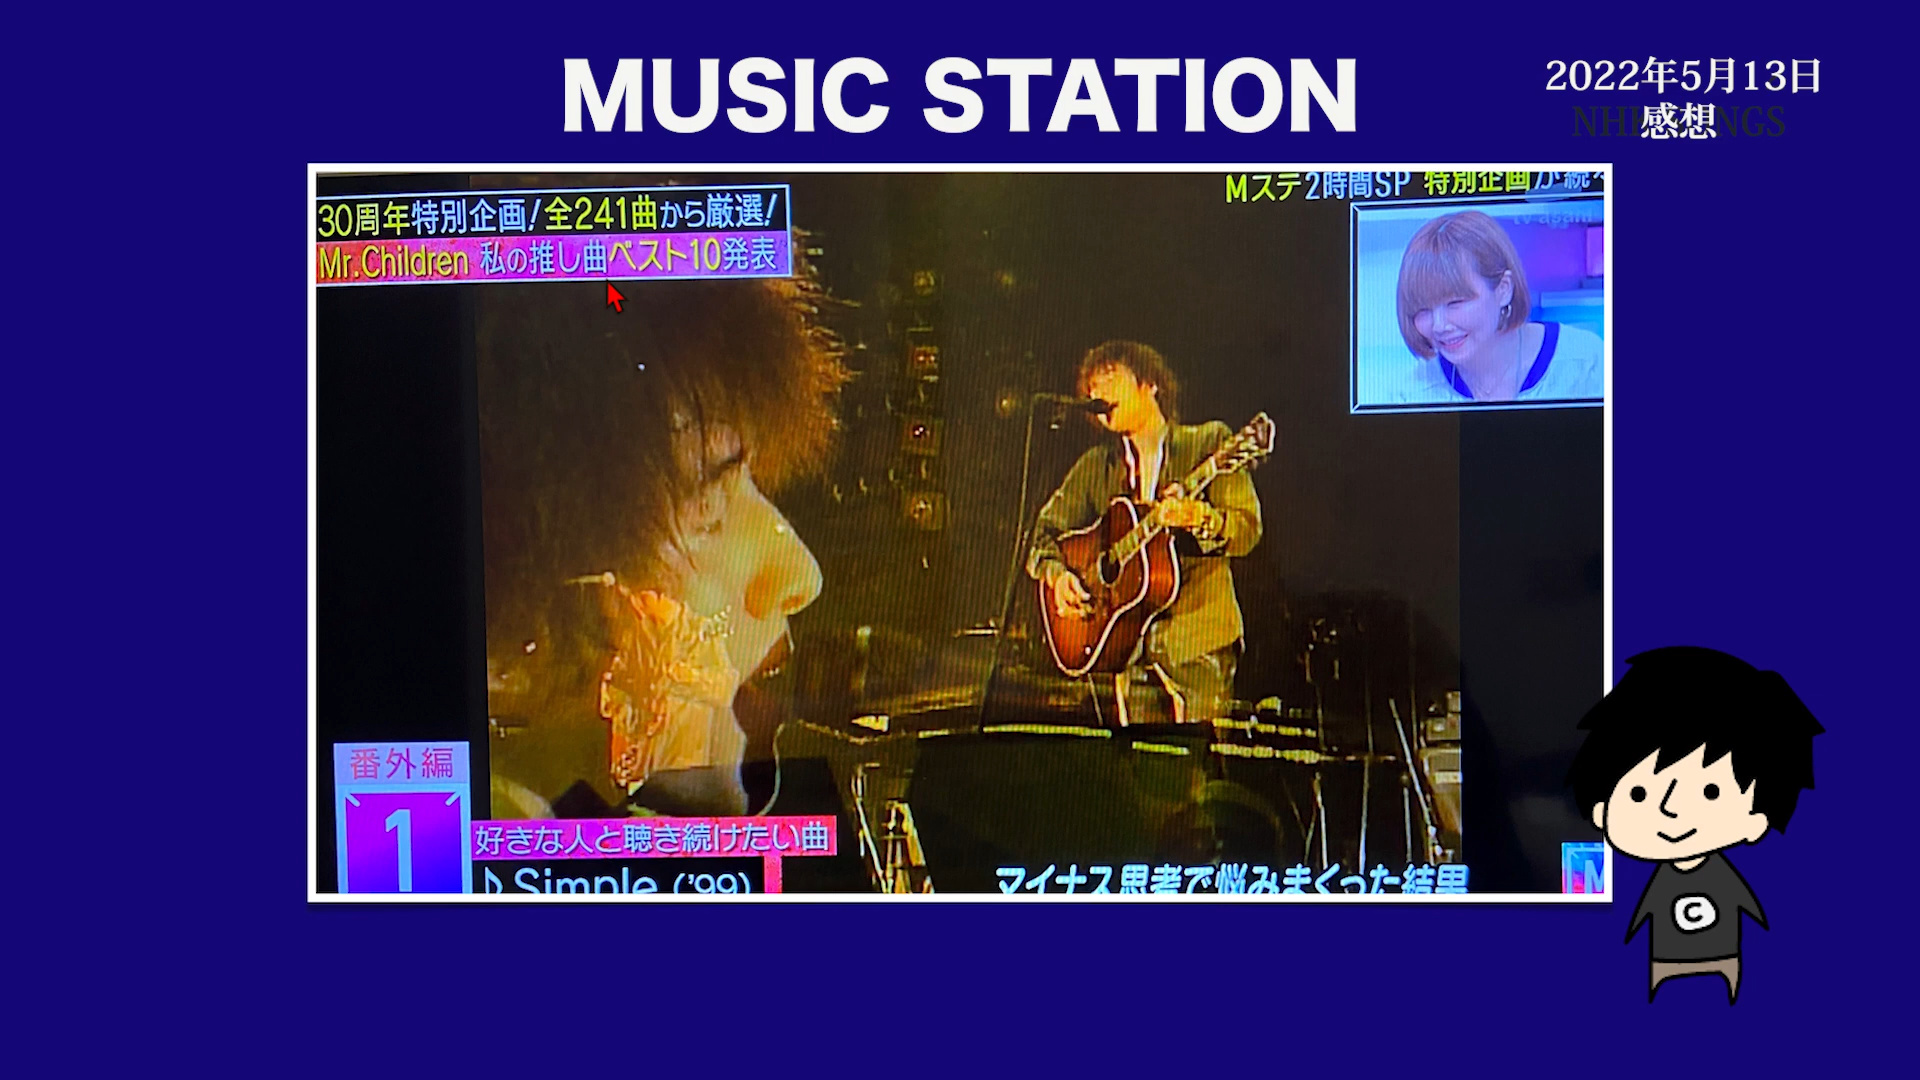 MUSIC STATION
2022年5月13日
感想
30周年特別企画!全241曲から厳選!
Mr.Children 私の推し曲ベスト10発表
Mステ2時間SP 特別企画が続々
tv asahi
番外編
1
好きな人と聴き続けたい曲
♪Simple ('99)
マイナス思考で悩みまくった結果
M
C